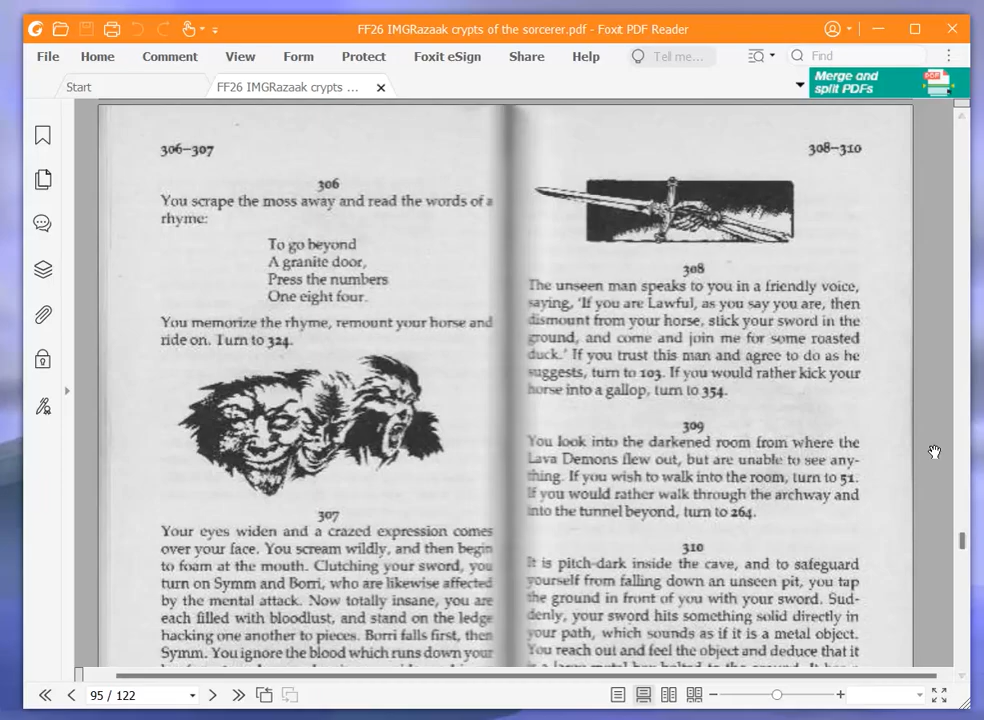 FF26 IMGRazaak crypts of the sorcerer.pdf - Foxit PDF Reader
File Home Comment View Form Protect Foxit eSign Share Help Tell me... Find
Start FF26 IMGRazaak crypts ... Merge and
split PDFs
306–307
306
You scrape the moss away and read the words of a
rhyme:
To go beyond
A granite door,
Press the numbers
One eight four.
You memorize the rhyme, remount your horse and
ride on. Turn to 324.
307
Your eyes widen and a crazed expression comes
over your face. You scream wildly, and then begin
to foam at the mouth. Clutching your sword, you
turn on Symm and Borri, who are likewise affected
by the mental attack. Now totally insane, you are
each filled with bloodlust, and stand on the ledge
hacking one another to pieces. Borri falls first, then
Symm. You ignore the blood which runs down your
308–310
308
The unseen man speaks to you in a friendly voice,
saying, 'If you are Lawful, as you say you are, then
dismount from your horse, stick your sword in the
ground, and come and join me for some roasted
duck.' If you trust this man and agree to do as he
suggests, turn to 103. If you would rather kick your
horse into a gallop, turn to 354.
309
You look into the darkened room from where the
Lava Demons flew out, but are unable to see any-
thing. If you wish to walk into the room, turn to 51.
If you would rather walk through the archway and
into the tunnel beyond, turn to 264.
310
It is pitch-dark inside the cave, and to safeguard
yourself from falling down an unseen pit, you tap
the ground in front of you with your sword. Sud-
denly, your sword hits something solid directly in
your path, which sounds as if it is a metal object.
You reach out and feel the object and deduce that it
95 / 122